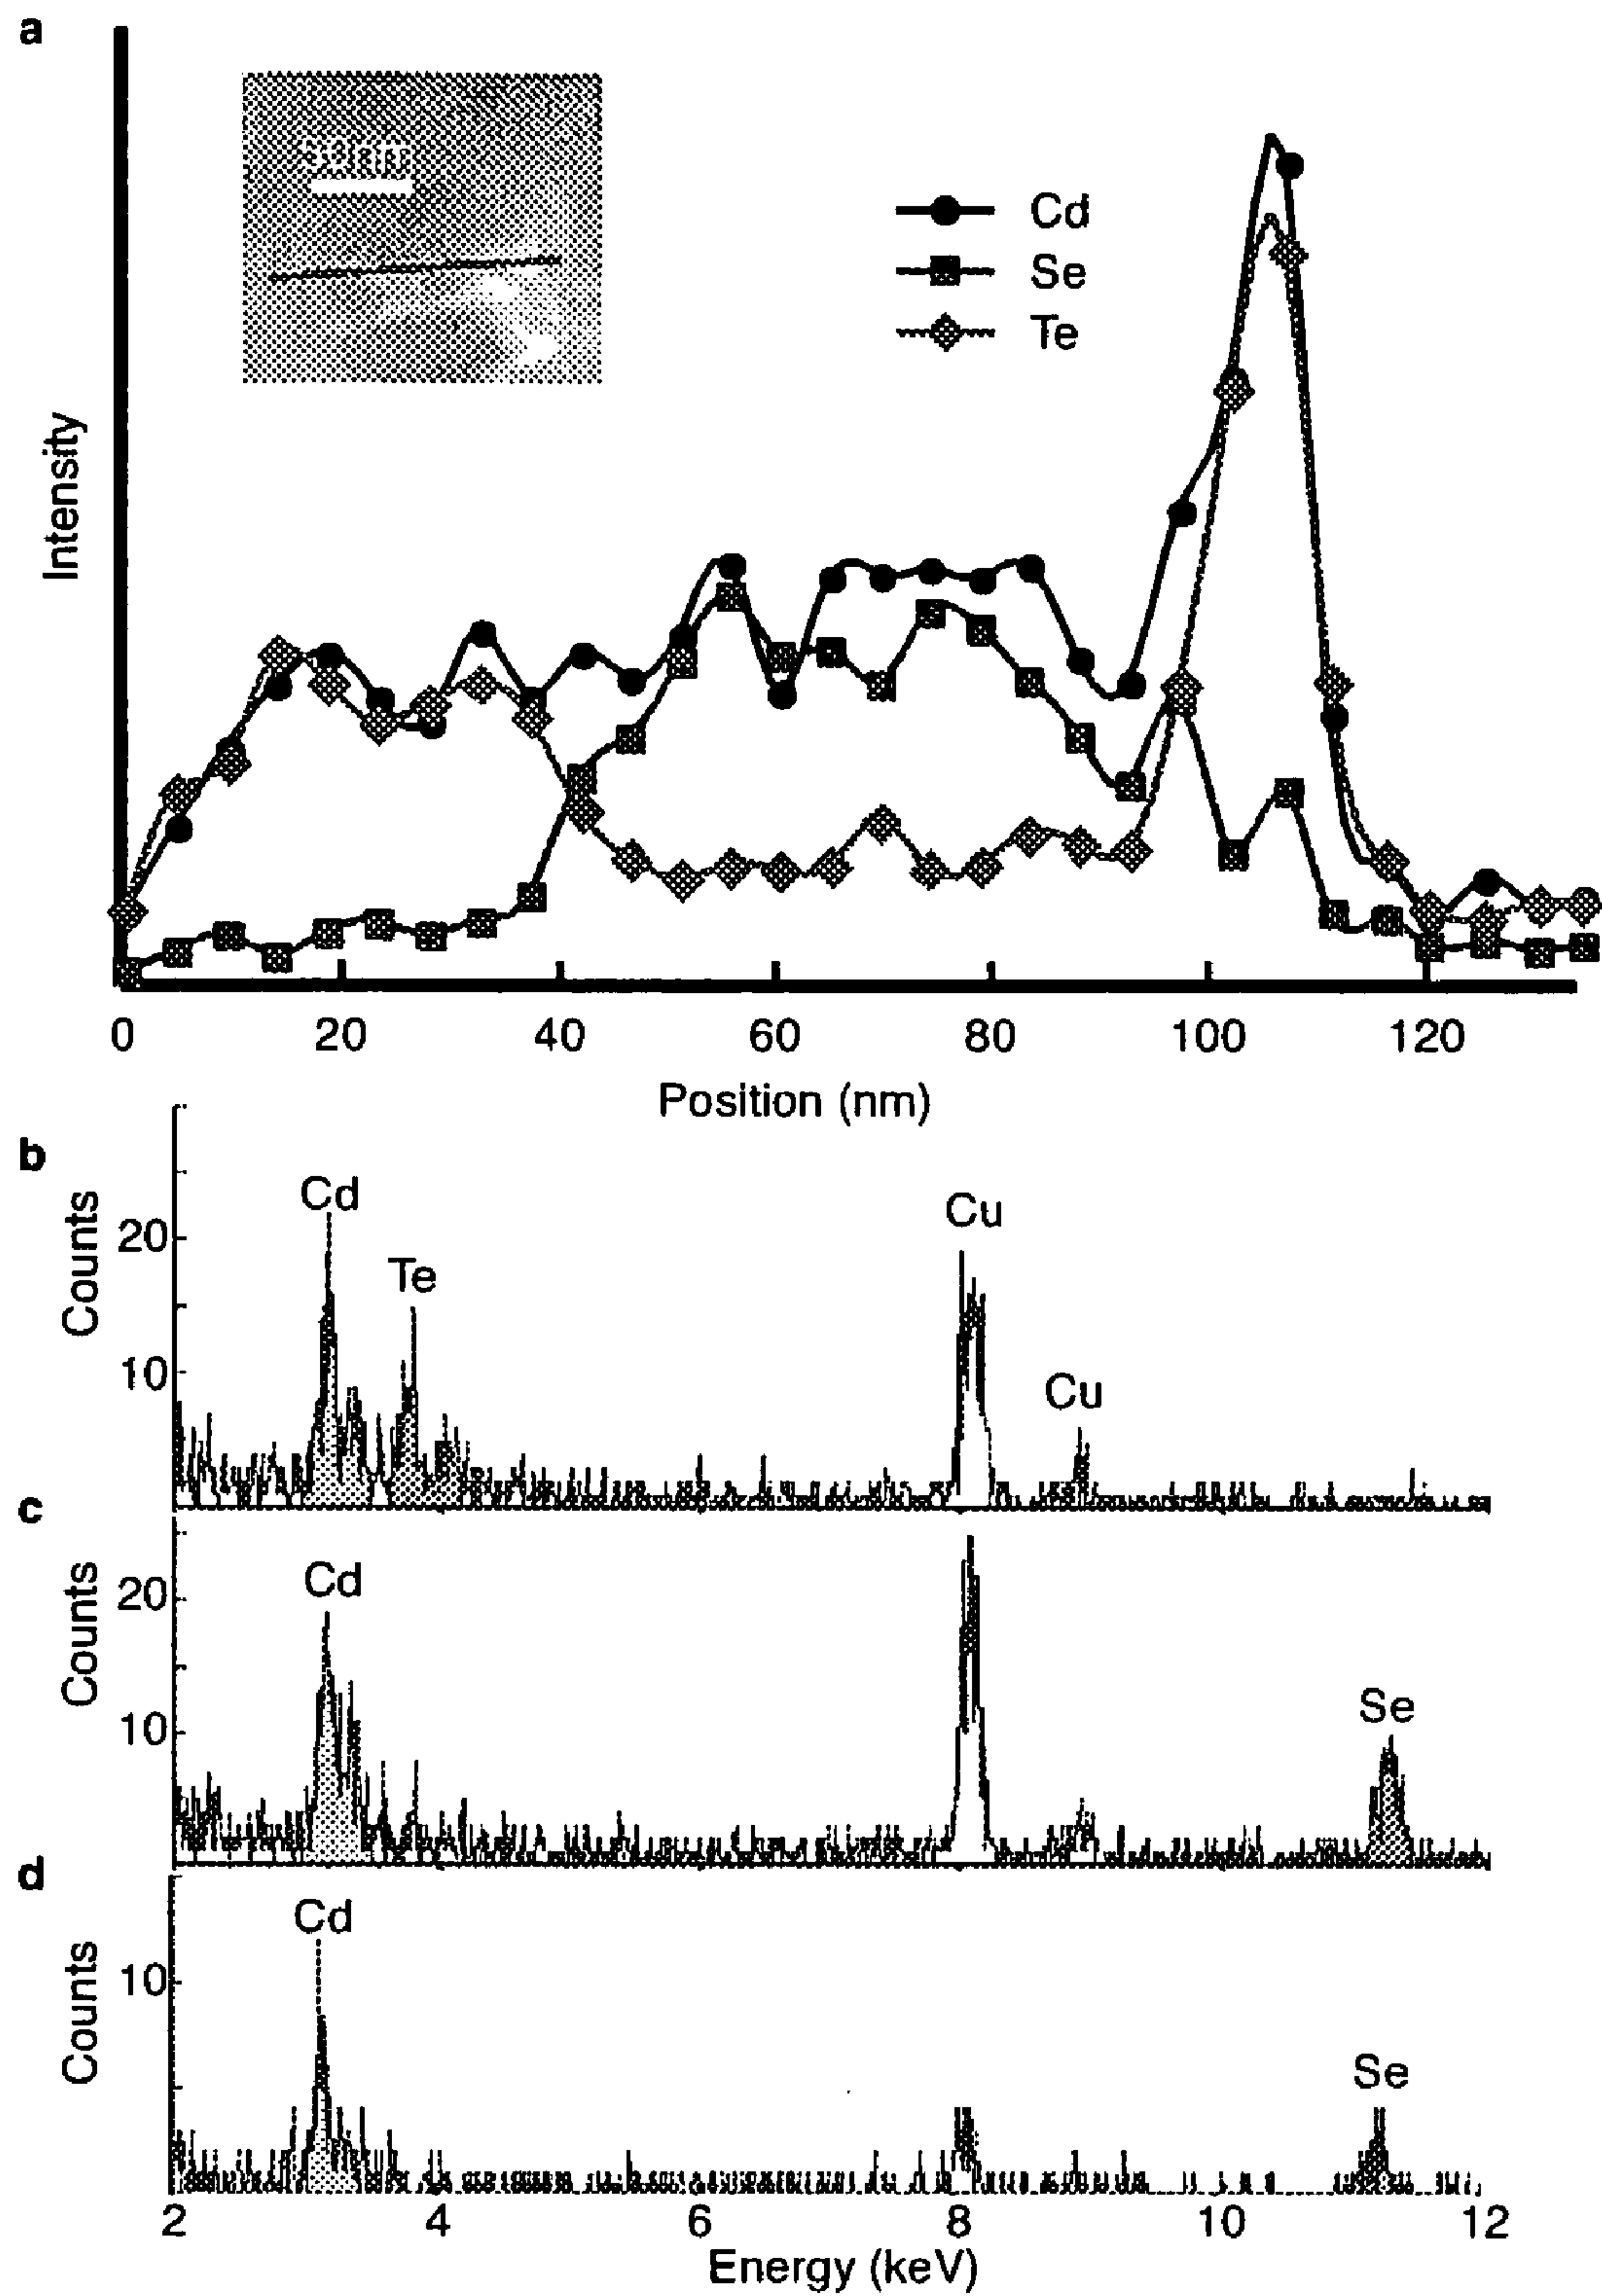 a
Cd
Se
Te
Intensity
0 20 40 60 80 100 120
Position (nm)
b
Counts
20
10
Cd
Te
Cu
Cu
c
Counts
20
10
Cd
Se
d
Counts
10
Cd
Se
2 4 6 8 10 12
Energy (keV)